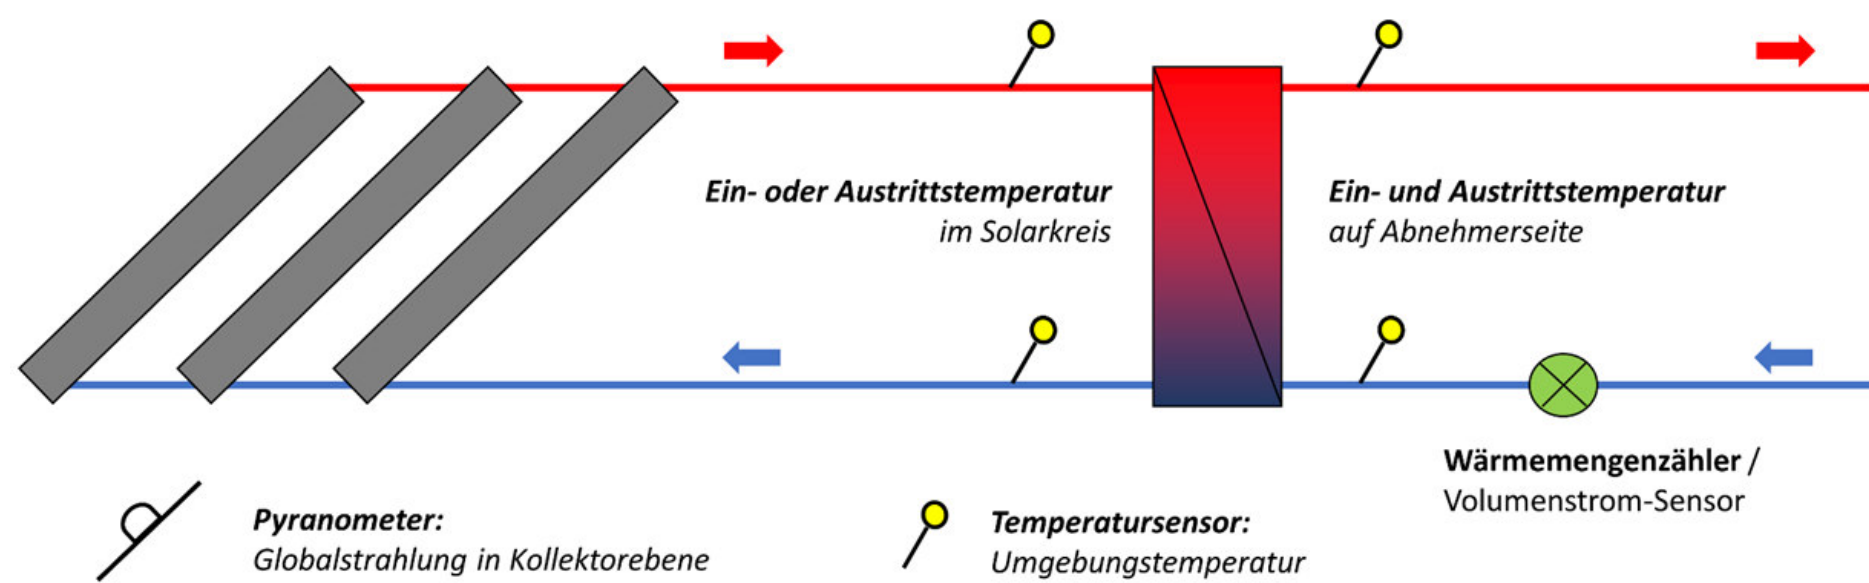 Ein- oder Austrittstemperatur
im Solarkreis
Ein- und Austrittstemperatur
auf Abnehmerseite
Wärmemengenzähler /
Volumenstrom-Sensor
Pyranometer:
Globalstrahlung in Kollektorebene
Temperatursensor:
Umgebungstemperatur